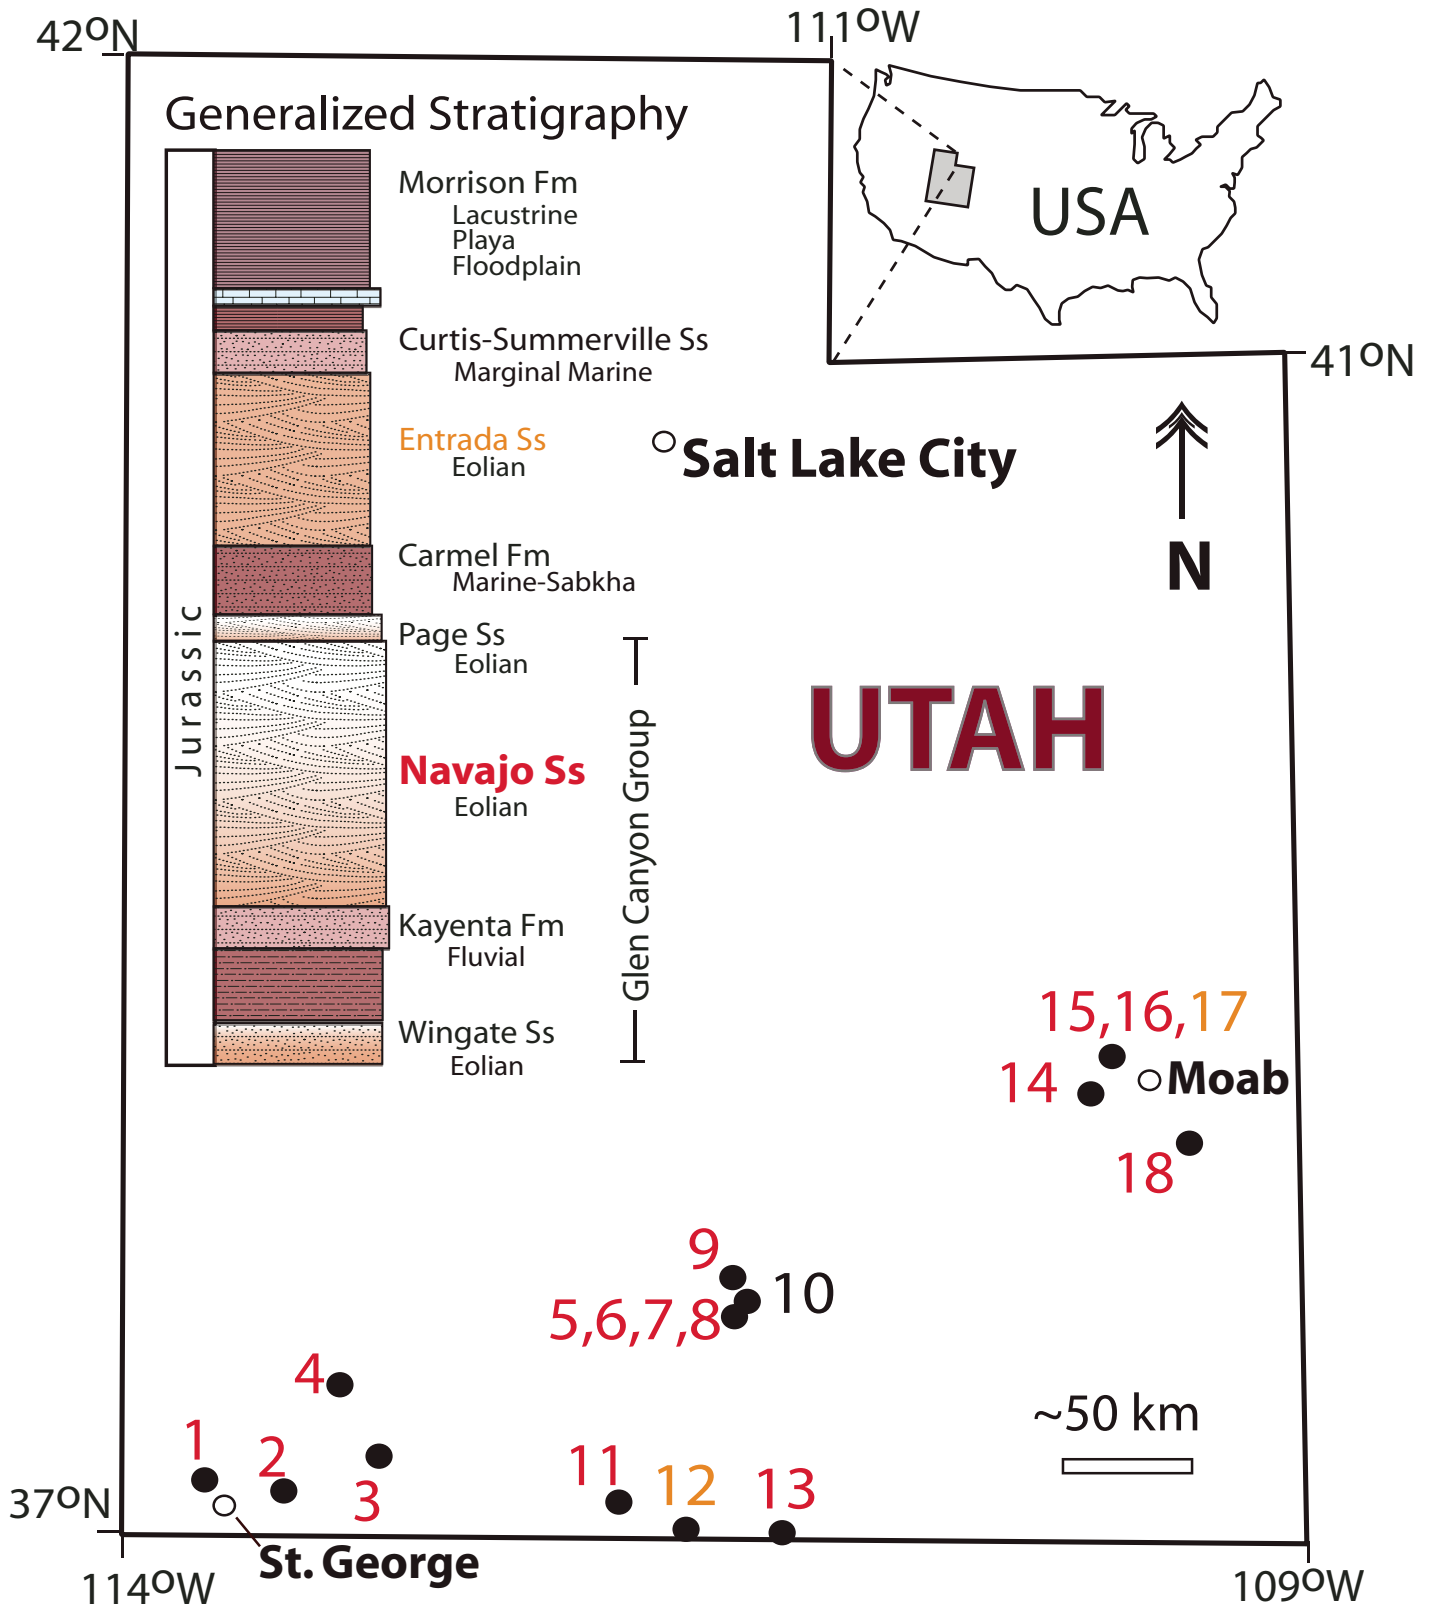 42oN
111oW
Generalized Stratigraphy
Morrison Fm
Lacustrine
Playa
Floodplain
USA
Curtis-Summerville Ss
Marginal Marine
41oN
Entrada Ss
Eolian
Salt Lake City
Carmel Fm
Marine-Sabkha
N
Jurassic
Page Ss
Eolian
UTAH
Navajo Ss
Eolian
Glen Canyon Group
Kayenta Fm
Fluvial
Wingate Ss
Eolian
15,16,17
14
Moab
18
9
10
5,6,7,8
4
~50 km
1
2
3
11
12
13
37oN
St. George
114oW
109oW